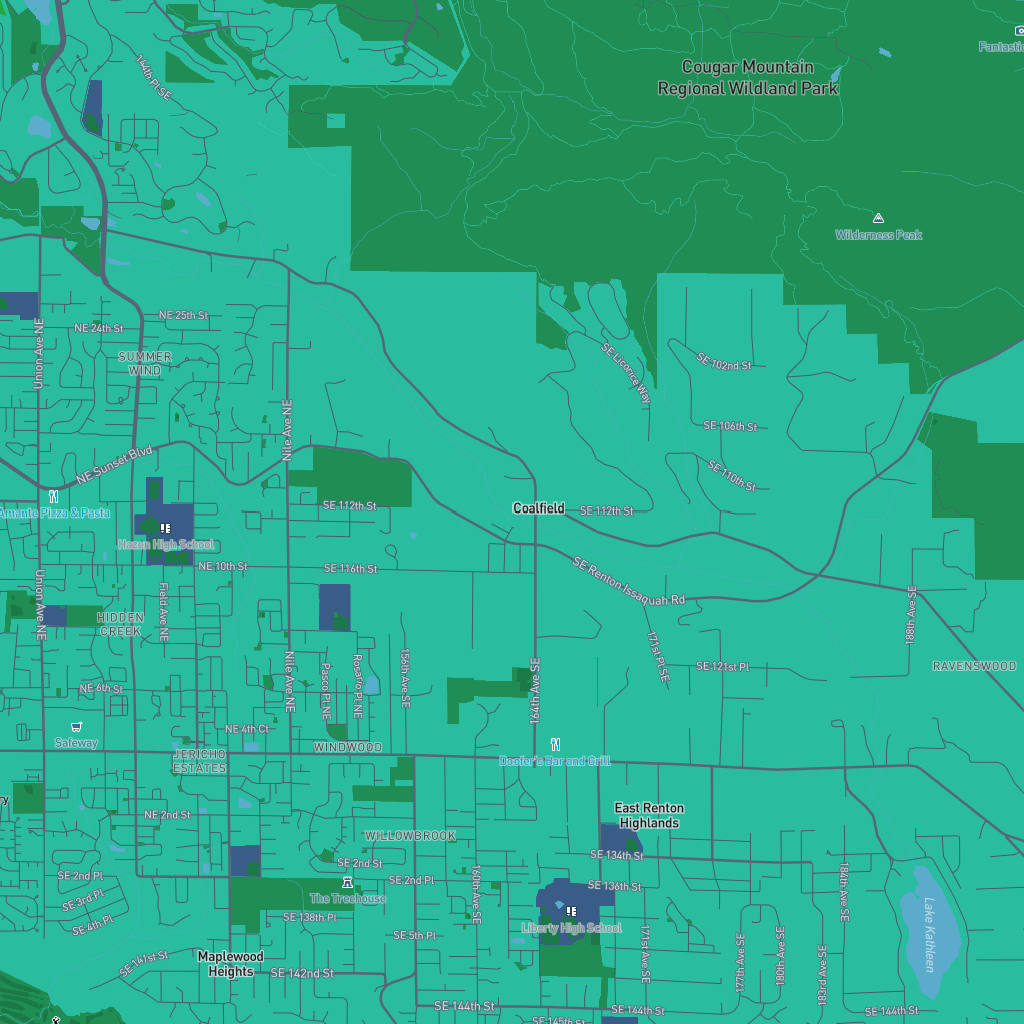 Cougar Mountain
Regional Wildland Park
144th Pl SE
Wilderness Peak
NE 25th St
NE 24th St
Union Ave NE
SUMMER
WIND
SE Licorice Way
SE 102nd St
Nile Ave NE
SE 106th St
NE Sunset Blvd
SE 110th St
Amante Pizza & Pasta
SE 112th St
Coalfield
SE 112th St
Hazen High School
NE 10th St
SE 116th St
SE Renton Issaquah Rd
Union Ave NE
Field Ave NE
HIDDEN
CREEK
188th Ave SE
171st Pl SE
Nile Ave NE
Pasco Pl NE
Rosario Pl NE
156th Ave SE
164th Ave SE
SE 121st Pl
RAVENSWOOD
NE 6th St
NE 4th Ct
Safeway
WINDWOOD
JERICHO
ESTATES
Doofer's Bar and Grill
East Renton
Highlands
NE 2nd St
WILLOWBROOK
SE 134th St
SE 2nd St
SE 2nd Pl
SE 2nd Pl
SE 136th St
160th Ave SE
184th Ave SE
The Treehouse
SE 3rd Pl
SE 138th Pl
SE 4th Pl
SE 5th Pl
Liberty High School
Lake Kathleen
Maplewood
Heights
SE 141st St
SE 142nd St
171st Ave SE
177th Ave SE
180th Ave SE
183rd Ave SE
SE 144th St
SE 144th St
SE 144th St
SE 145th St